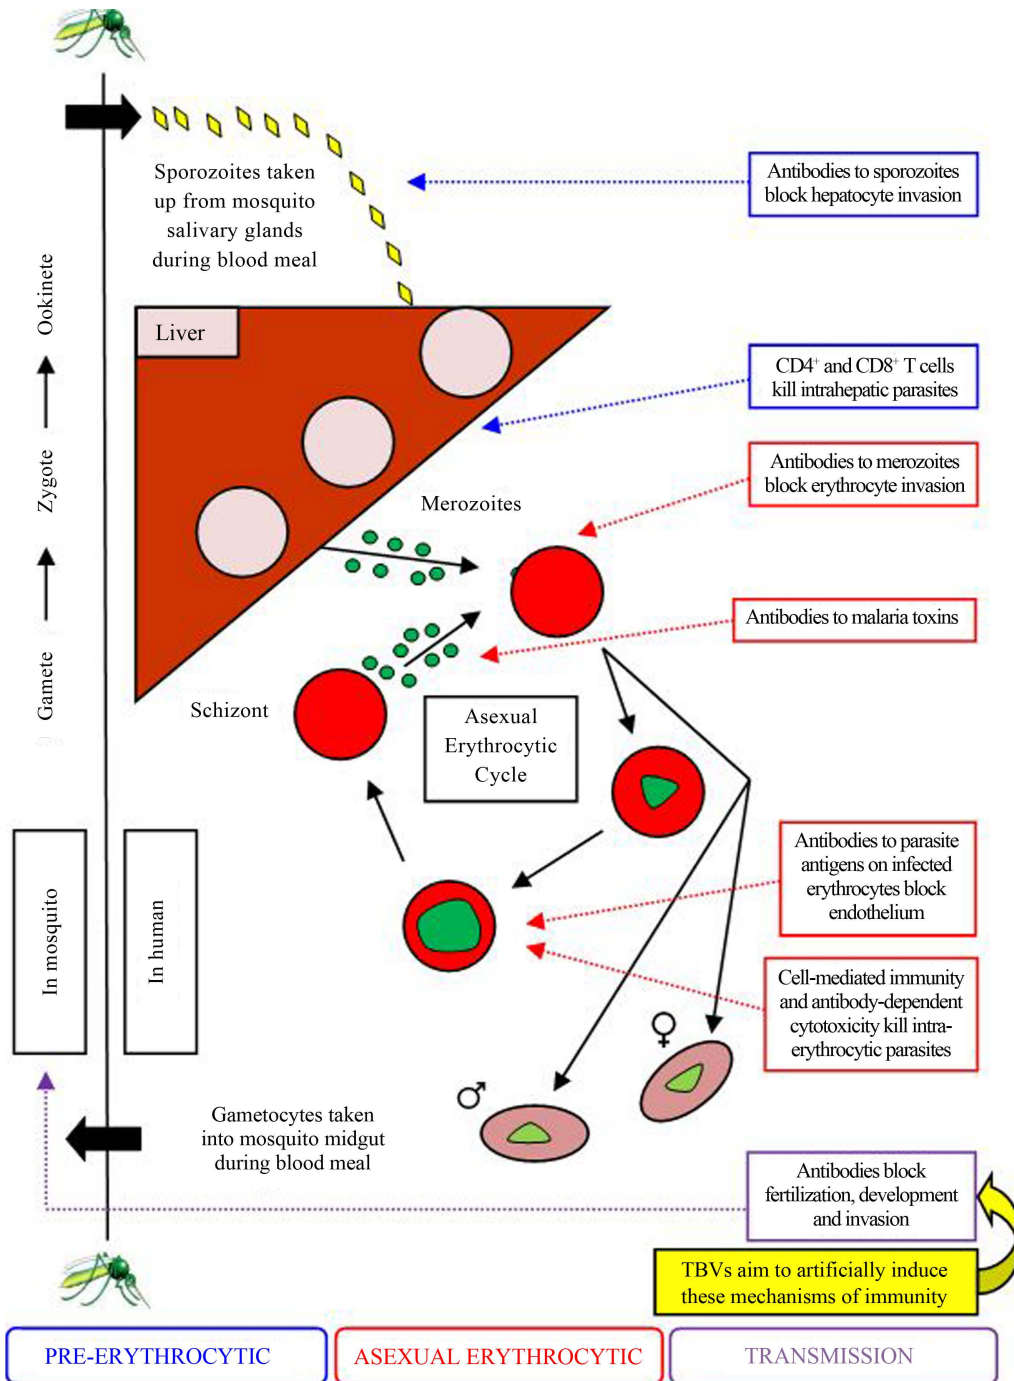 Sporozoites taken
up from mosquito
salivary glands
during blood meal
Antibodies to sporozoites
block hepatocyte invasion
Ookinete
Zygote
Gamete
Liver
CD4⁺ and CD8⁺ T cells
kill intrahepatic parasites
Antibodies to merozoites
block erythrocyte invasion
Merozoites
Antibodies to malaria toxins
Schizont
Asexual
Erythrocytic
Cycle
In mosquito
In human
Antibodies to parasite
antigens on infected
erythrocytes block
endothelium
Cell-mediated immunity
and antibody-dependent
cytotoxicity kill intra-
erythrocytic parasites
♀
♂
Gametocytes taken
into mosquito midgut
during blood meal
Antibodies block
fertilization, development
and invasion
TBVs aim to artificially induce
these mechanisms of immunity
PRE-ERYTHROCYTIC
ASEXUAL ERYTHROCYTIC
TRANSMISSION